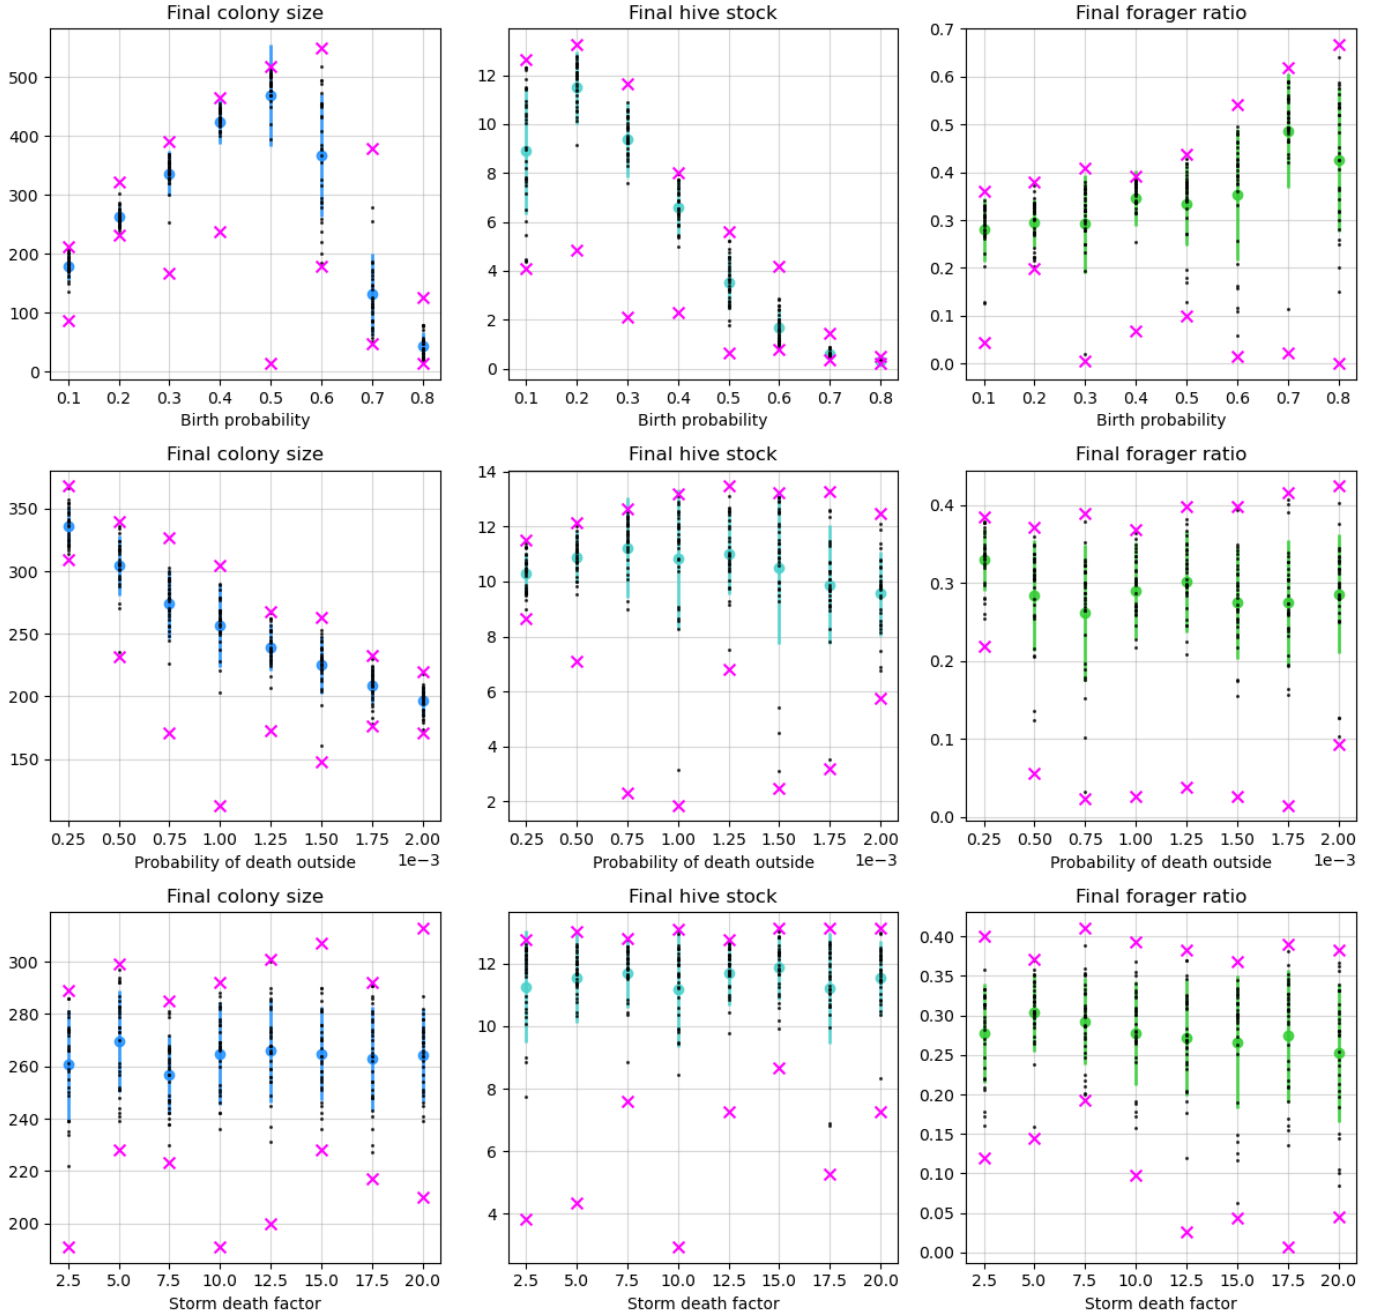 Final colony size
Final hive stock
Final forager ratio
500
400
300
200
100
0
12
10
8
6
4
2
0
0.7
0.6
0.5
0.4
0.3
0.2
0.1
0.0
0.1 0.2 0.3 0.4 0.5 0.6 0.7 0.8
0.1 0.2 0.3 0.4 0.5 0.6 0.7 0.8
0.1 0.2 0.3 0.4 0.5 0.6 0.7 0.8
Birth probability
Birth probability
Birth probability
Final colony size
Final hive stock
Final forager ratio
350
300
250
200
150
14
12
10
8
6
4
2
0.4
0.3
0.2
0.1
0.0
0.25 0.50 0.75 1.00 1.25 1.50 1.75 2.00
0.25 0.50 0.75 1.00 1.25 1.50 1.75 2.00
0.25 0.50 0.75 1.00 1.25 1.50 1.75 2.00
Probability of death outside 1e−3
Probability of death outside 1e−3
Probability of death outside 1e−3
Final colony size
Final hive stock
Final forager ratio
300
280
260
240
220
200
12
10
8
6
4
0.40
0.35
0.30
0.25
0.20
0.15
0.10
0.05
0.00
2.5 5.0 7.5 10.0 12.5 15.0 17.5 20.0
2.5 5.0 7.5 10.0 12.5 15.0 17.5 20.0
2.5 5.0 7.5 10.0 12.5 15.0 17.5 20.0
Storm death factor
Storm death factor
Storm death factor